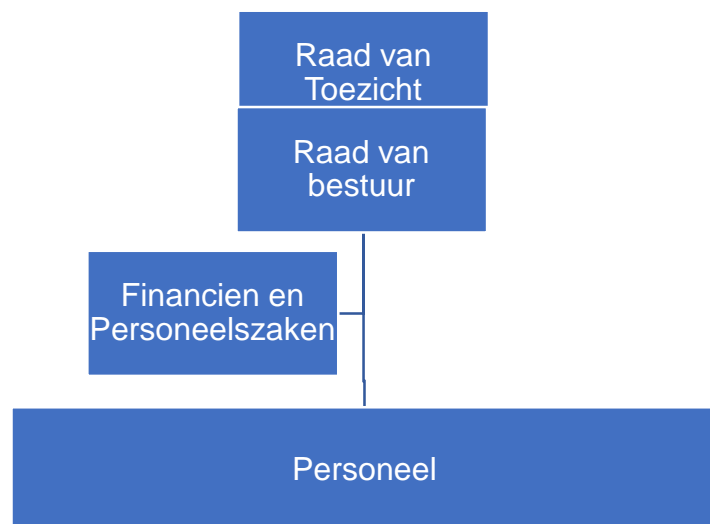 Raad van
Toezicht
Raad van
bestuur
Financien en
Personeelszaken
Personeel